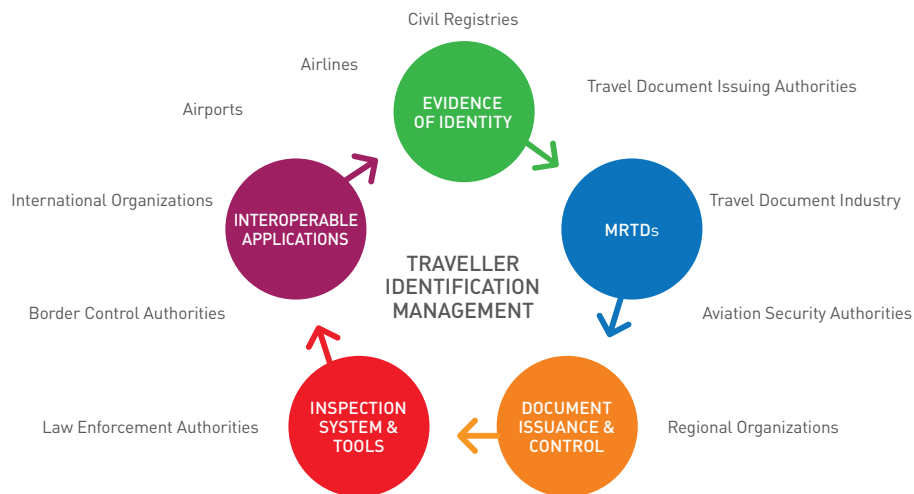 Civil Registries
Airlines
Travel Document Issuing Authorities
EVIDENCE
OF IDENTITY
Airports
International Organizations
Travel Document Industry
INTEROPERABLE
APPLICATIONS
MRTDs
TRAVELLER
IDENTIFICATION
MANAGEMENT
Border Control Authorities
Aviation Security Authorities
INSPECTION
SYSTEM &
TOOLS
DOCUMENT
ISSUANCE &
CONTROL
Law Enforcement Authorities
Regional Organizations